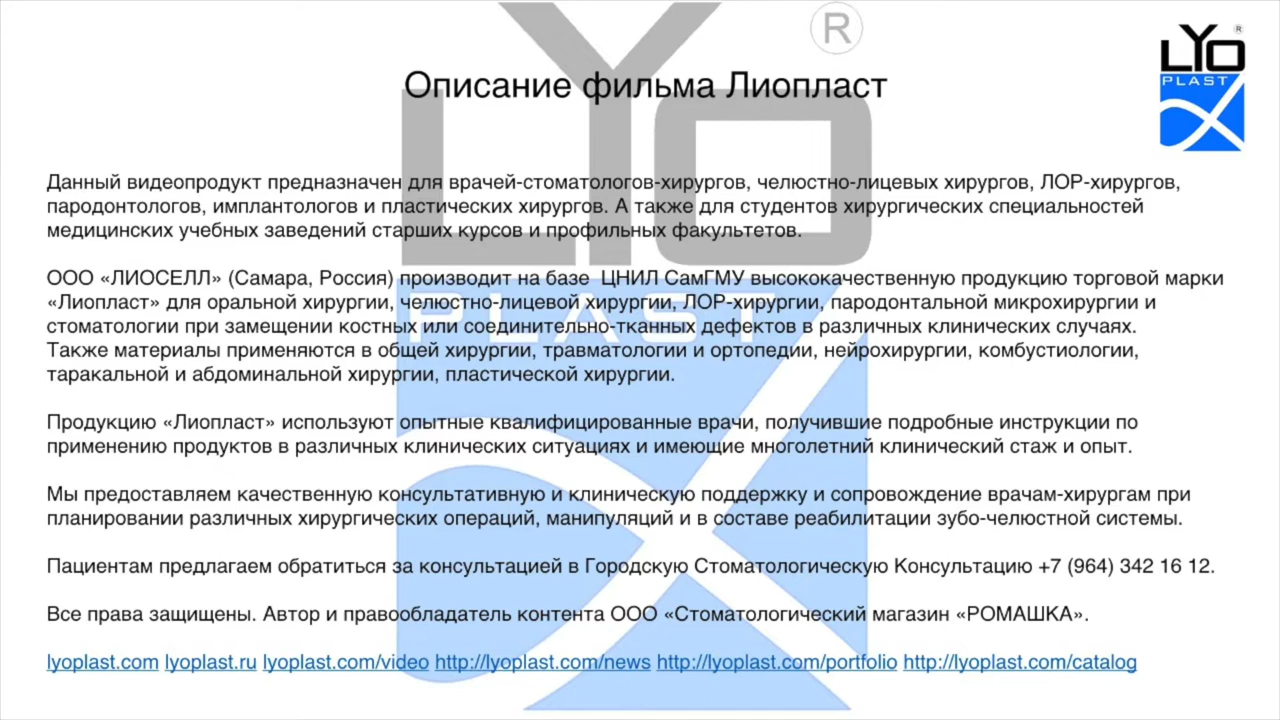 LYO
PLAST
®
Описание фильма Лиопласт
LYO ®
PLAST
Данный видеопродукт предназначен для врачей-стоматологов-хирургов, челюстно-лицевых хирургов, ЛОР-хирургов,
пародонтологов, имплантологов и пластических хирургов. А также для студентов хирургических специальностей
медицинских учебных заведений старших курсов и профильных факультетов.
ООО «ЛИОСЕЛЛ» (Самара, Россия) производит на базе ЦНИЛ СамГМУ высококачественную продукцию торговой марки
«Лиопласт» для оральной хирургии, челюстно-лицевой хирургии, ЛОР-хирургии, пародонтальной микрохирургии и
стоматологии при замещении костных или соединительно-тканных дефектов в различных клинических случаях.
Также материалы применяются в общей хирургии, травматологии и ортопедии, нейрохирургии, комбустиологии,
таракальной и абдоминальной хирургии, пластической хирургии.
Продукцию «Лиопласт» используют опытные квалифицированные врачи, получившие подробные инструкции по
применению продуктов в различных клинических ситуациях и имеющие многолетний клинический стаж и опыт.
Мы предоставляем качественную консультативную и клиническую поддержку и сопровождение врачам-хирургам при
планировании различных хирургических операций, манипуляций и в составе реабилитации зубо-челюстной системы.
Пациентам предлагаем обратиться за консультацией в Городскую Стоматологическую Консультацию +7 (964) 342 16 12.
Все права защищены. Автор и правообладатель контента ООО «Стоматологический магазин «РОМАШКА».
lyoplast.com lyoplast.ru lyoplast.com/video http://lyoplast.com/news http://lyoplast.com/portfolio http://lyoplast.com/catalog